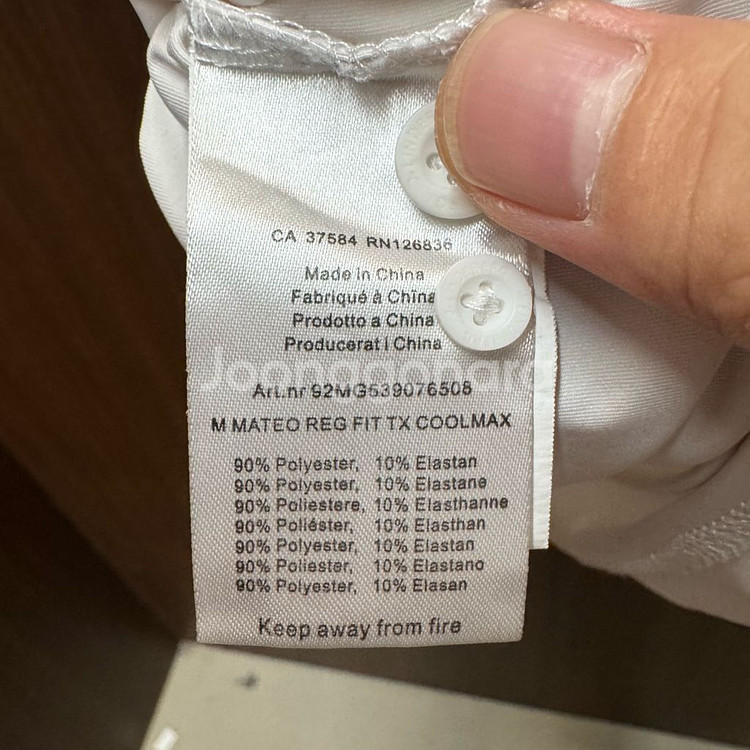 CA 37584 RN126836
Made in China
Fabriqué à China
Prodotto a China
Producerat i China
Art.nr 92MG539076508
M MATEO REG FIT TX COOLMAX
90% Polyester, 10% Elastan
90% Polyester, 10% Elastane
90% Poliestere, 10% Elasthanne
90% Poliéster, 10% Elasthan
90% Polyester, 10% Elastan
90% Poliester, 10% Elastano
90% Polyester, 10% Elasan
Keep away from fire